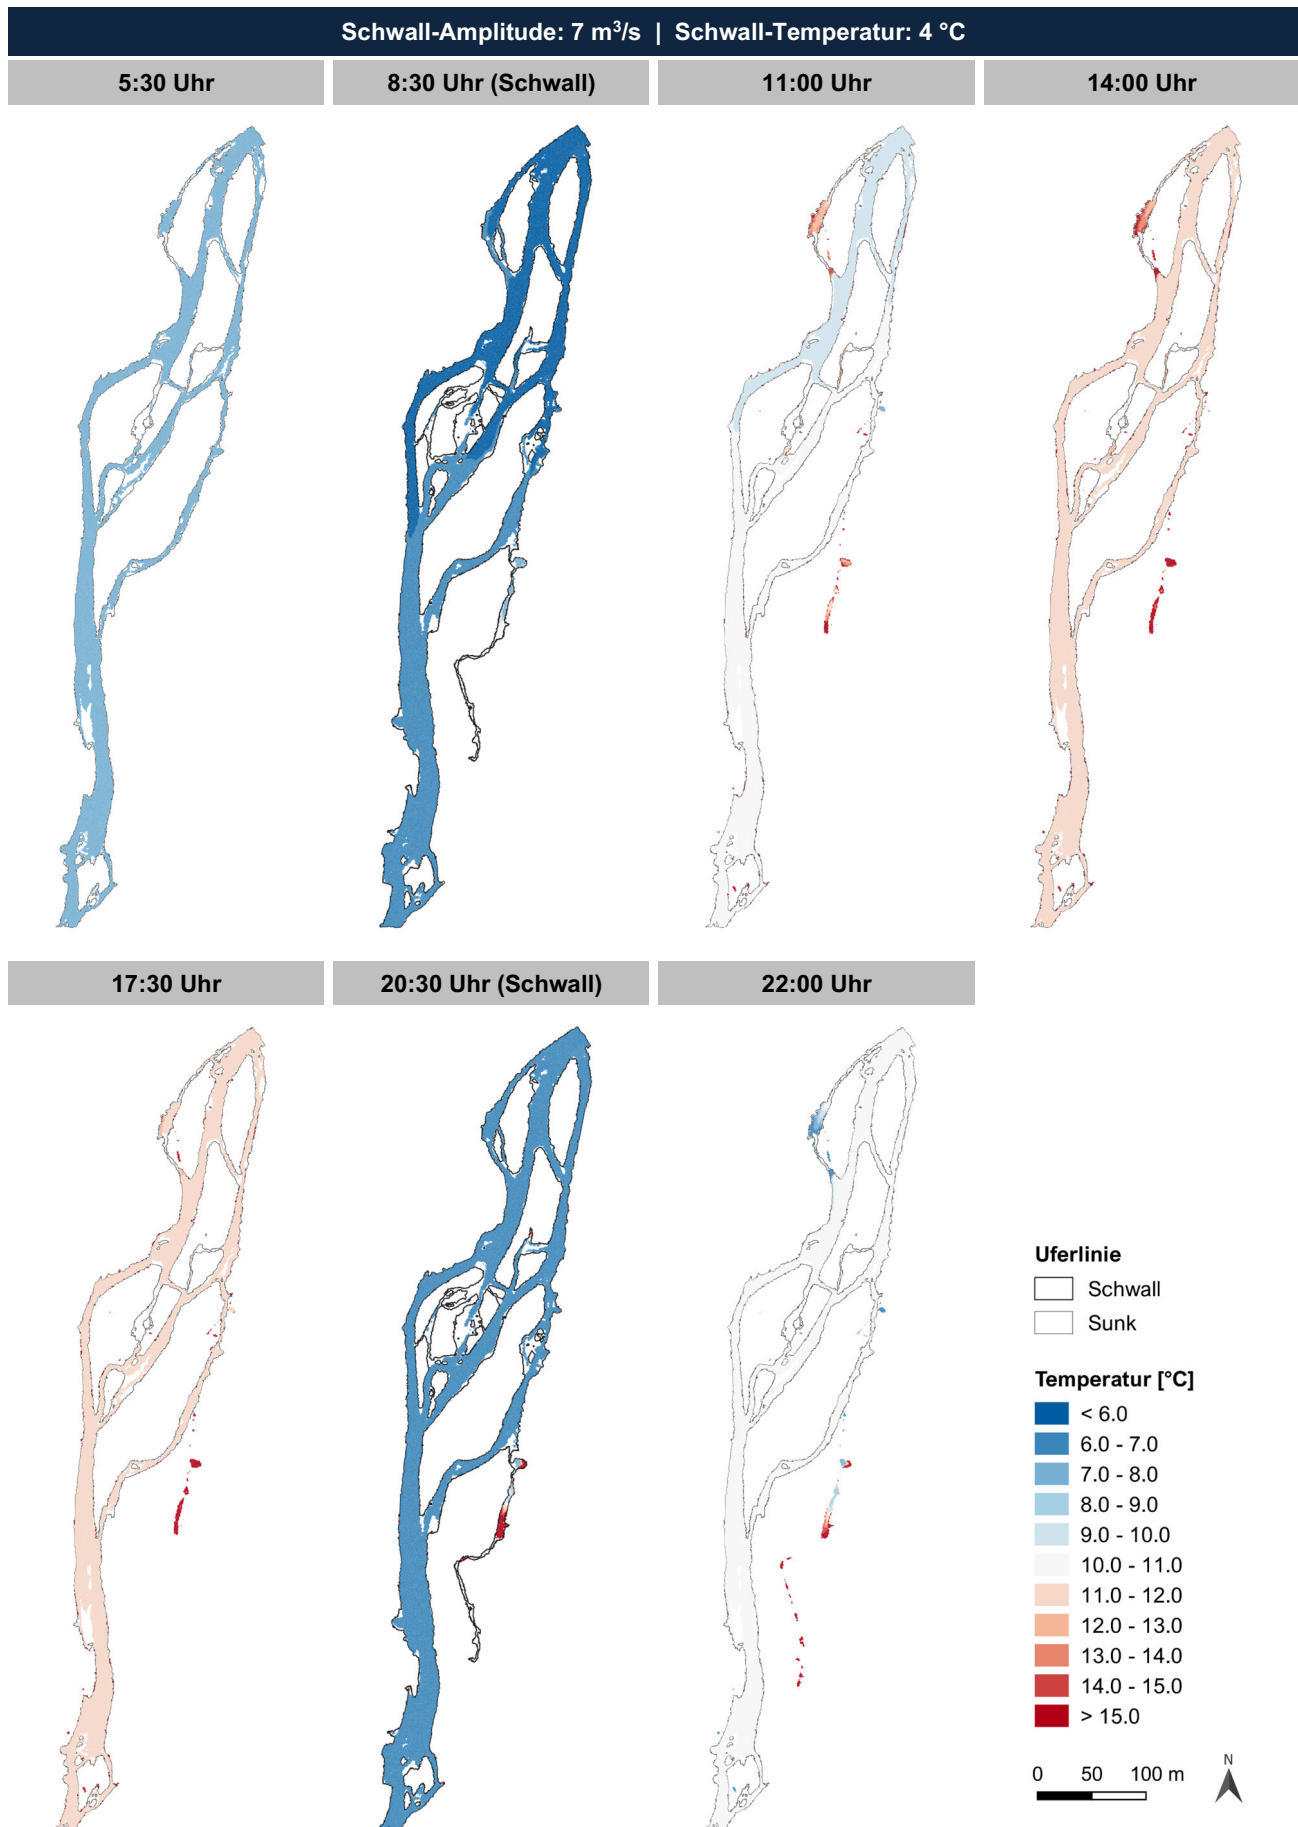 Schwall-Amplitude: 7 m³/s | Schwall-Temperatur: 4 °C
5:30 Uhr
8:30 Uhr (Schwall)
11:00 Uhr
14:00 Uhr
17:30 Uhr
20:30 Uhr (Schwall)
22:00 Uhr
Uferlinie
Schwall
Sunk
Temperatur [°C]
< 6.0
6.0 - 7.0
7.0 - 8.0
8.0 - 9.0
9.0 - 10.0
10.0 - 11.0
11.0 - 12.0
12.0 - 13.0
13.0 - 14.0
14.0 - 15.0
> 15.0
0 50 100 m
N